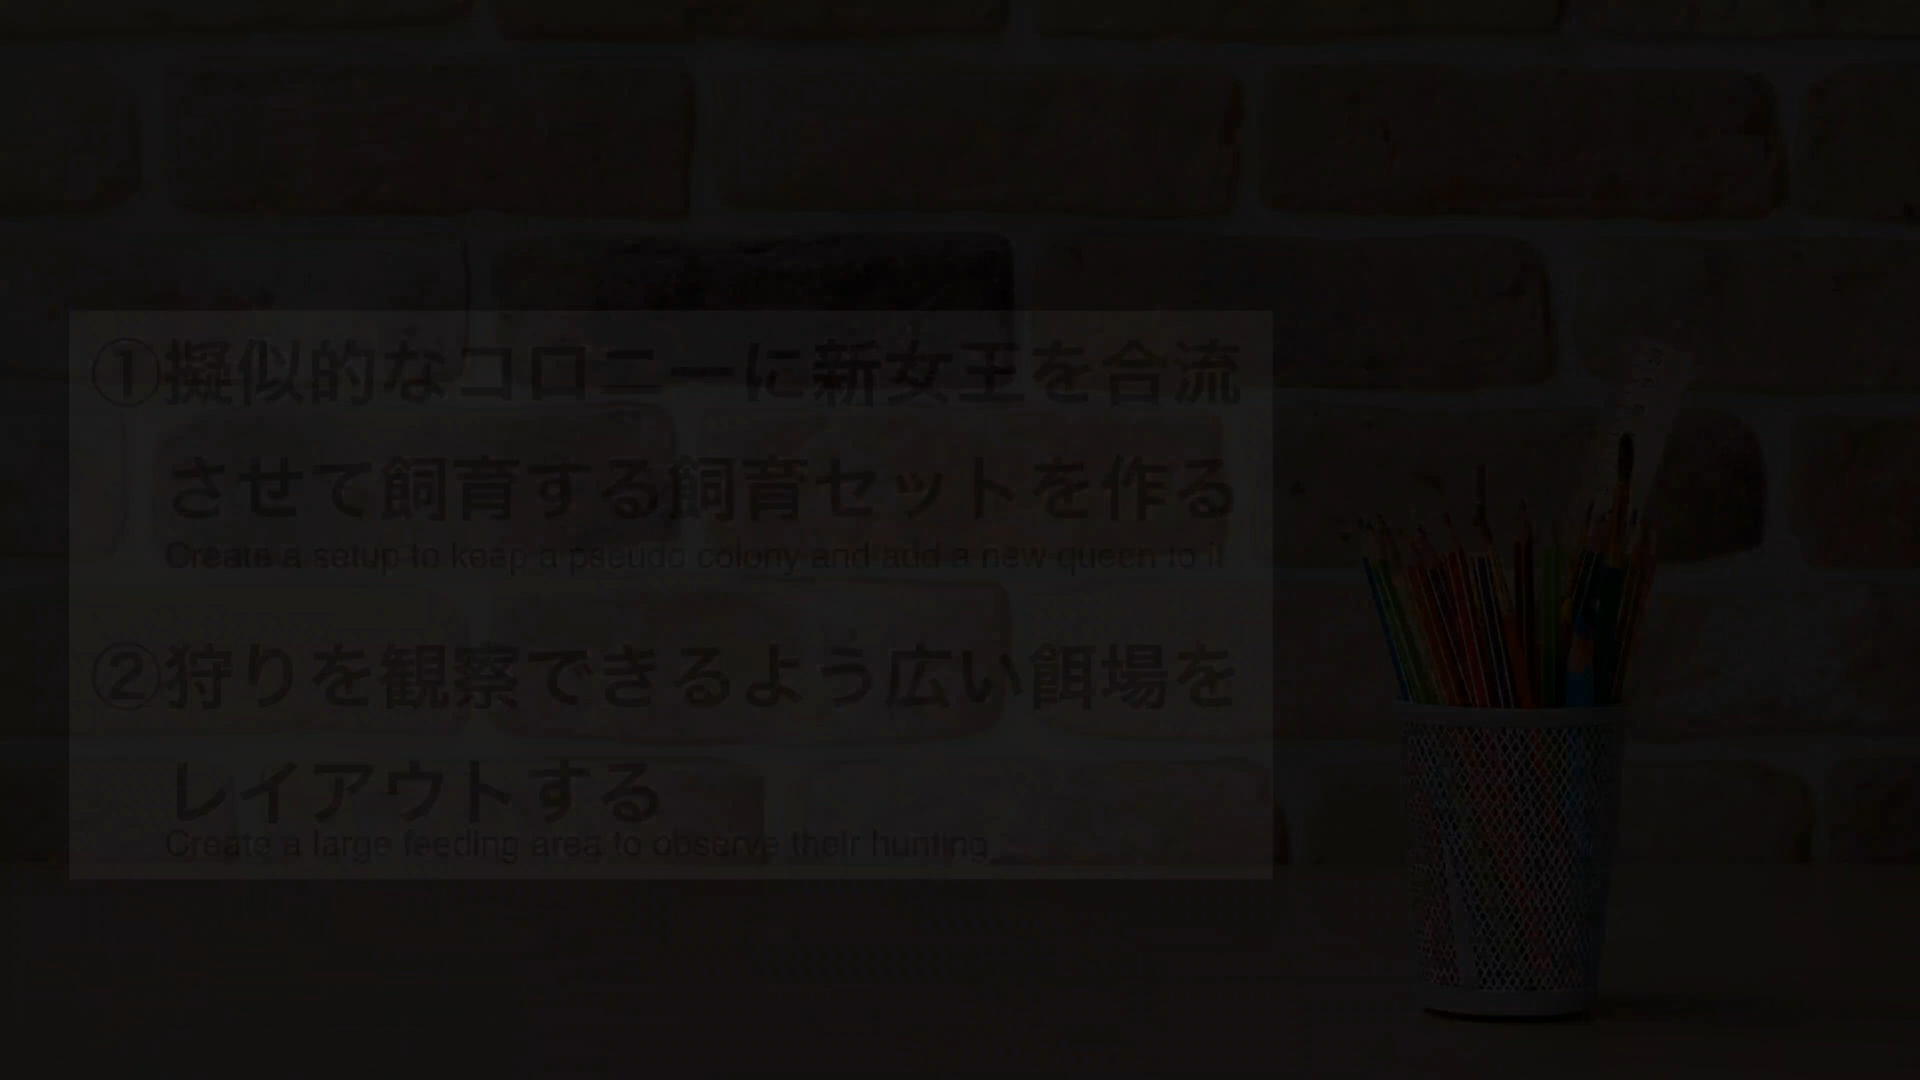 ①擬似的なコロニーに新女王を合流
させて飼育する飼育セットを作る
Create a setup to keep a pseudo colony and add a new queen to it
②狩りを観察できるよう広い餌場を
レイアウトする
Create a large feeding area to observe their hunting